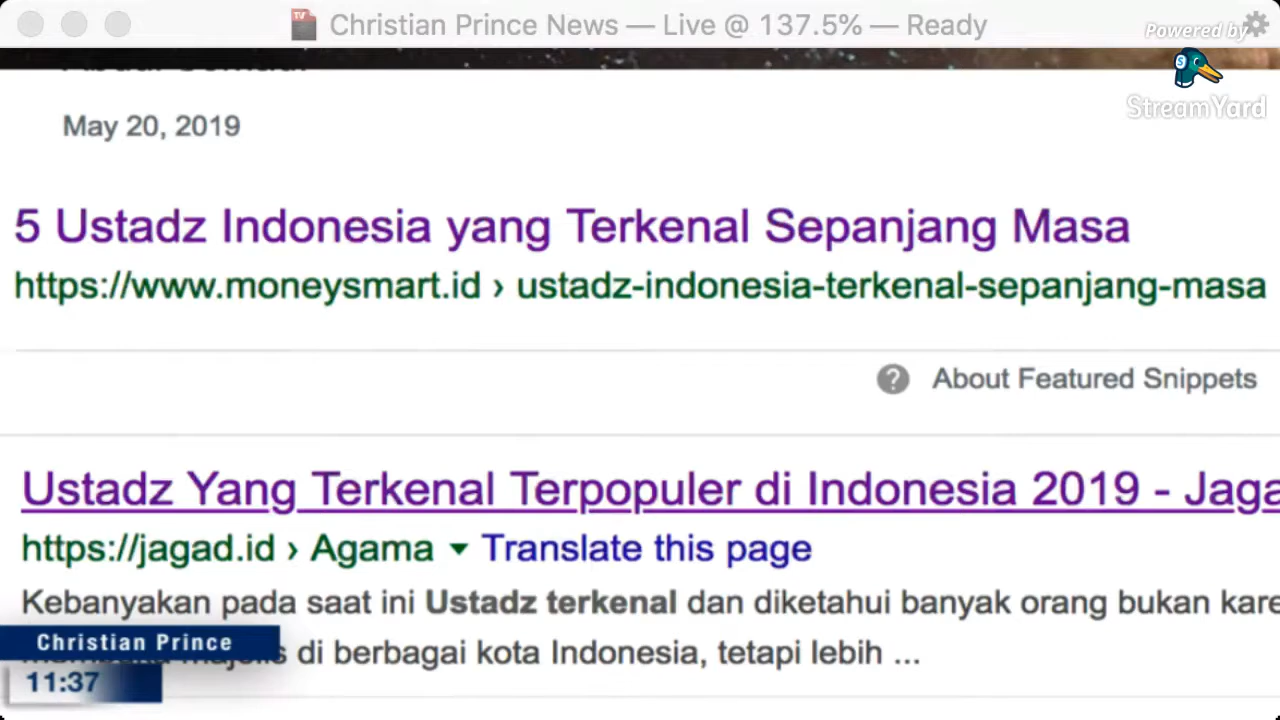 Christian Prince News — Live @ 137.5% — Ready
Powered by
StreamYard
May 20, 2019
5 Ustadz Indonesia yang Terkenal Sepanjang Masa
https://www.moneysmart.id › ustadz-indonesia-terkenal-sepanjang-masa
About Featured Snippets
Ustadz Yang Terkenal Terpopuler di Indonesia 2019 - Jaga
https://jagad.id › Agama Translate this page
Kebanyakan pada saat ini Ustadz terkenal dan diketahui banyak orang bukan kare
di berbagai kota Indonesia, tetapi lebih ...
Christian Prince
11:37